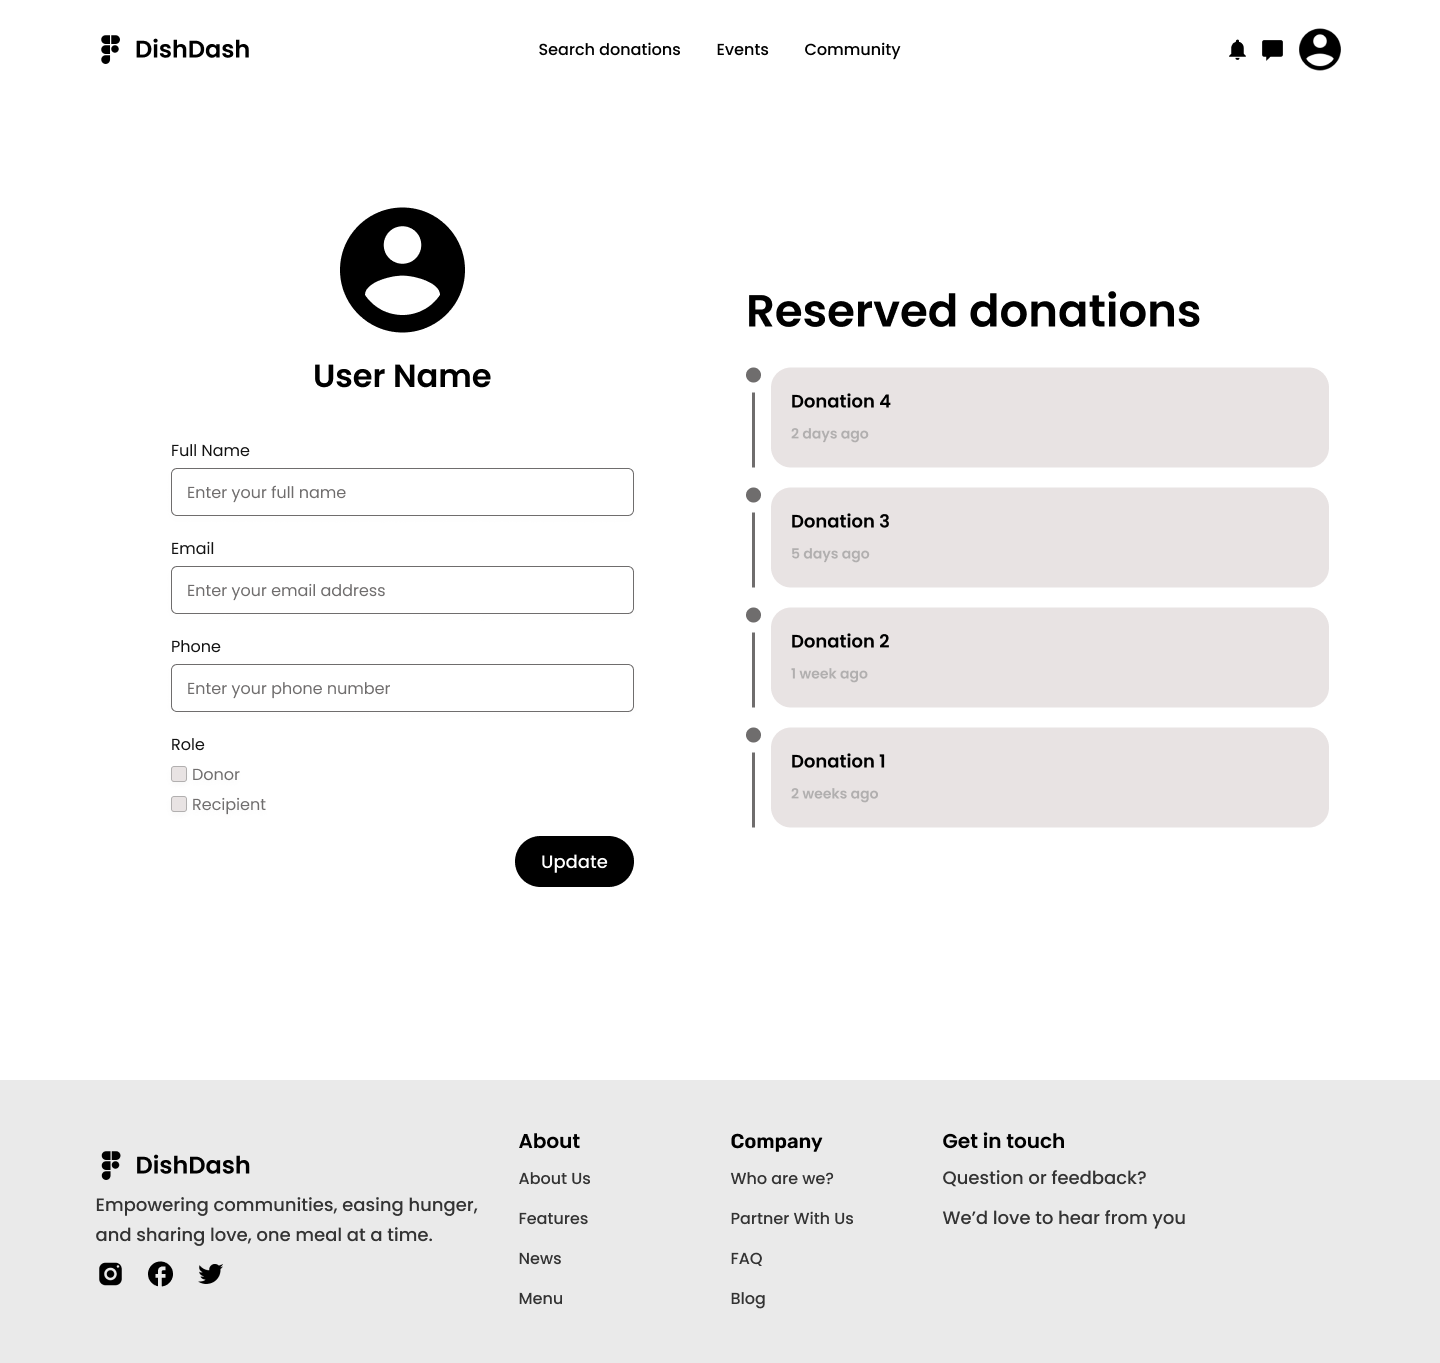 DishDash
Search donations
Events
Community
User Name
Full Name
Enter your full name
Email
Enter your email address
Phone
Enter your phone number
Role
Donor
Recipient
Update
Reserved donations
Donation 4
2 days ago
Donation 3
5 days ago
Donation 2
1 week ago
Donation 1
2 weeks ago
DishDash
Empowering communities, easing hunger,
and sharing love, one meal at a time.
About
About Us
Features
News
Menu
Company
Who are we?
Partner With Us
FAQ
Blog
Get in touch
Question or feedback?
We’d love to hear from you